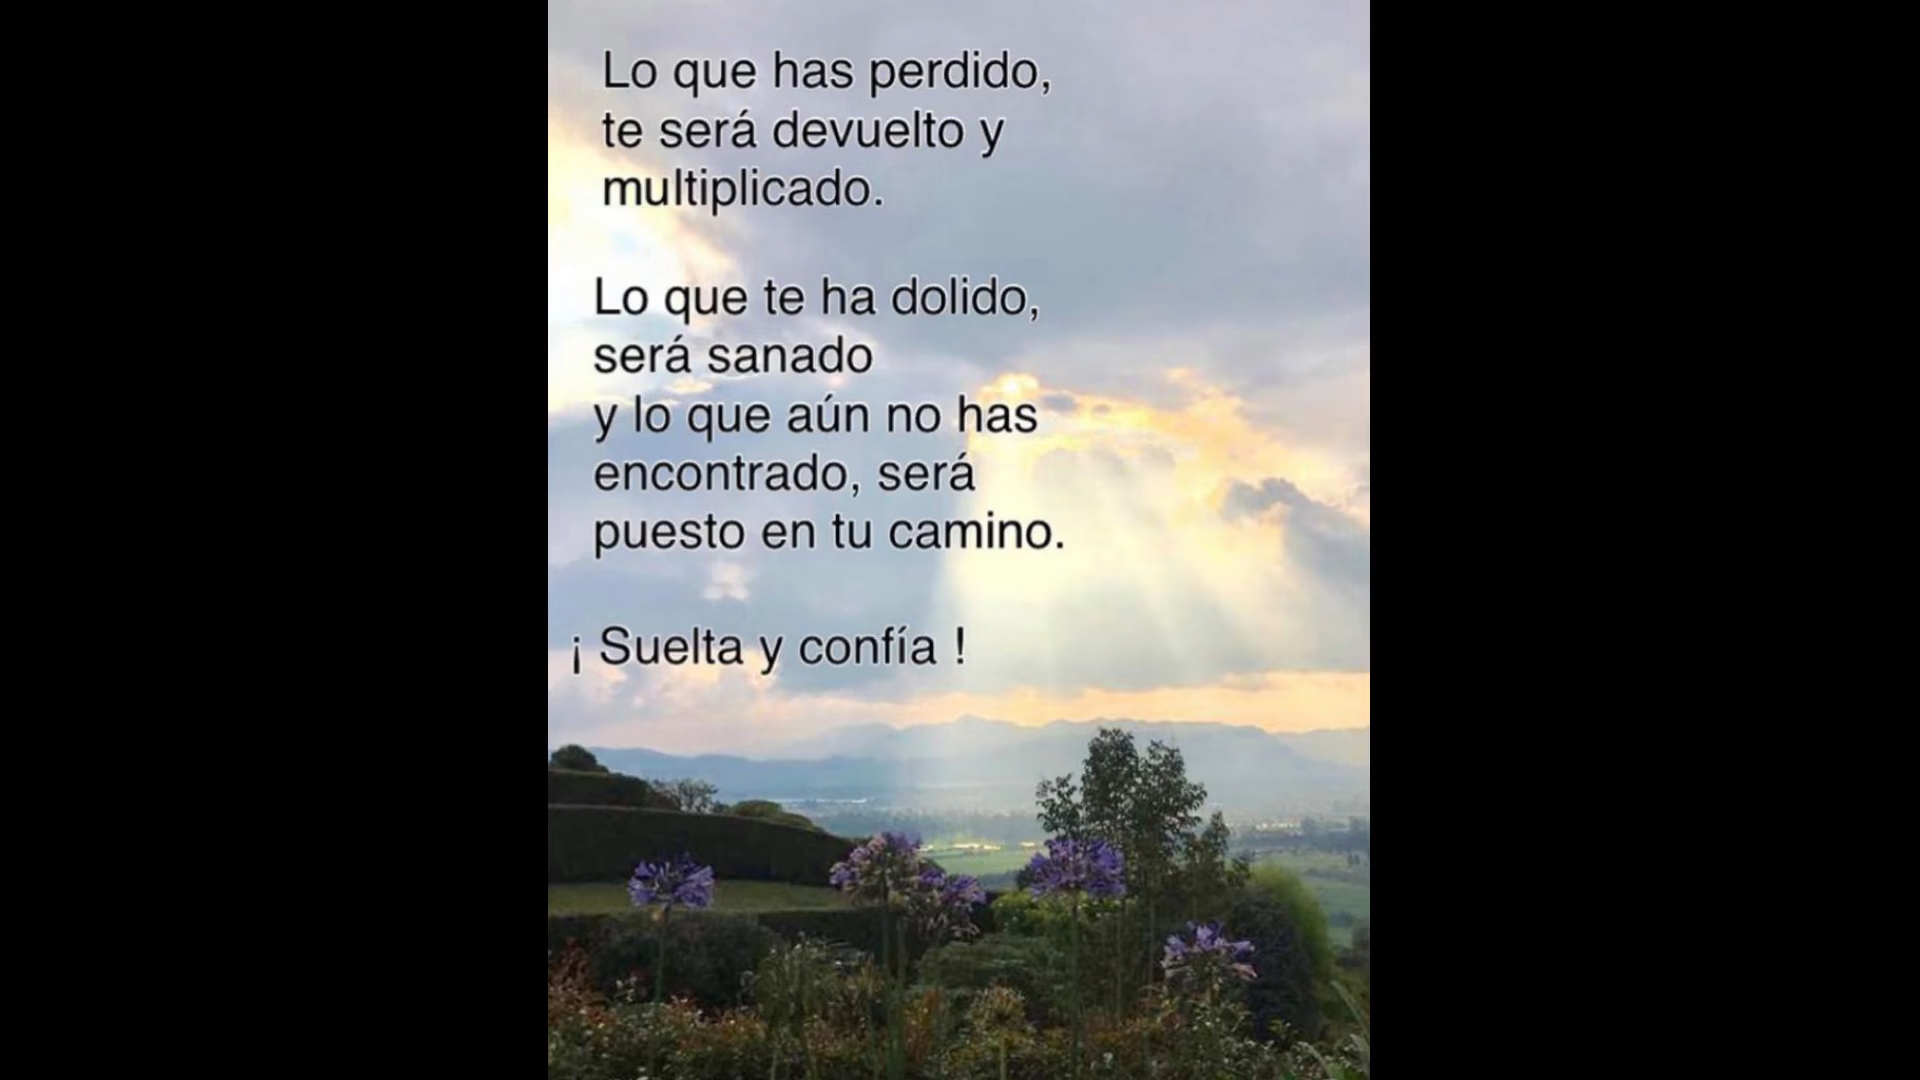 Lo que has perdido,
te será devuelto y
multiplicado.
Lo que te ha dolido,
será sanado
y lo que aún no has
encontrado, será
puesto en tu camino.
¡ Suelta y confía !